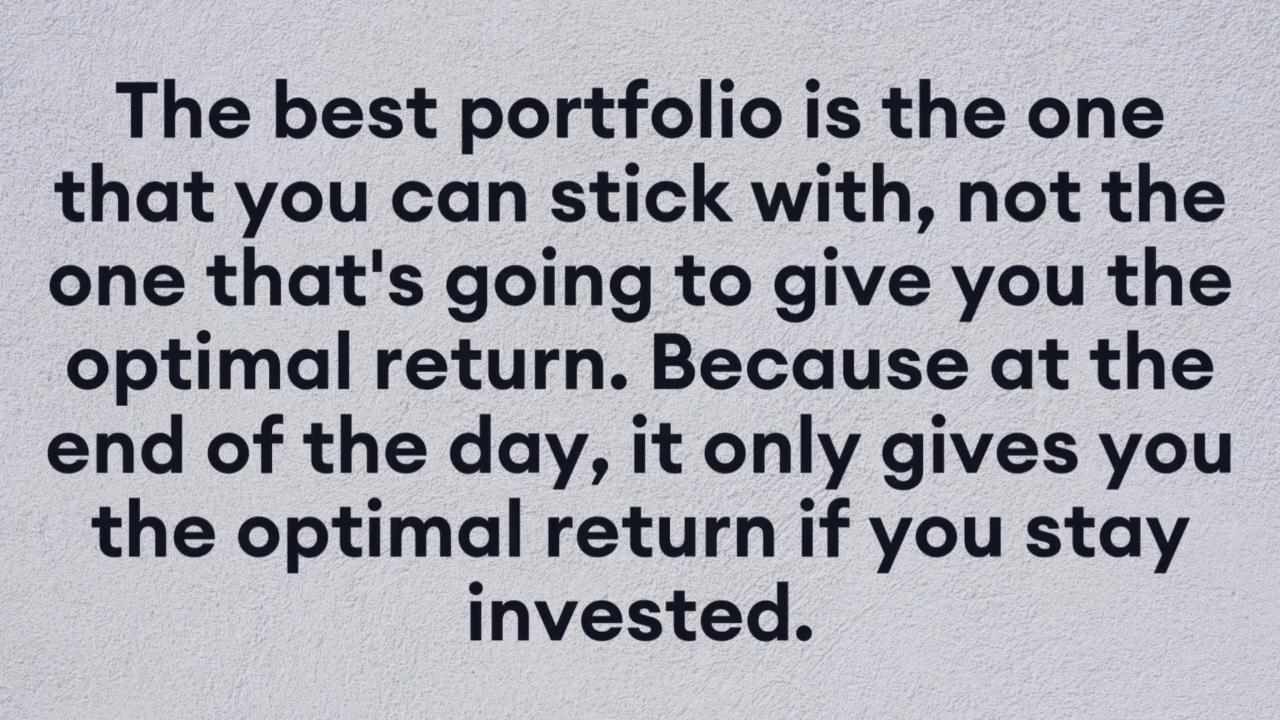 The best portfolio is the one
that you can stick with, not the
one that's going to give you the
optimal return. Because at the
end of the day, it only gives you
the optimal return if you stay
invested.